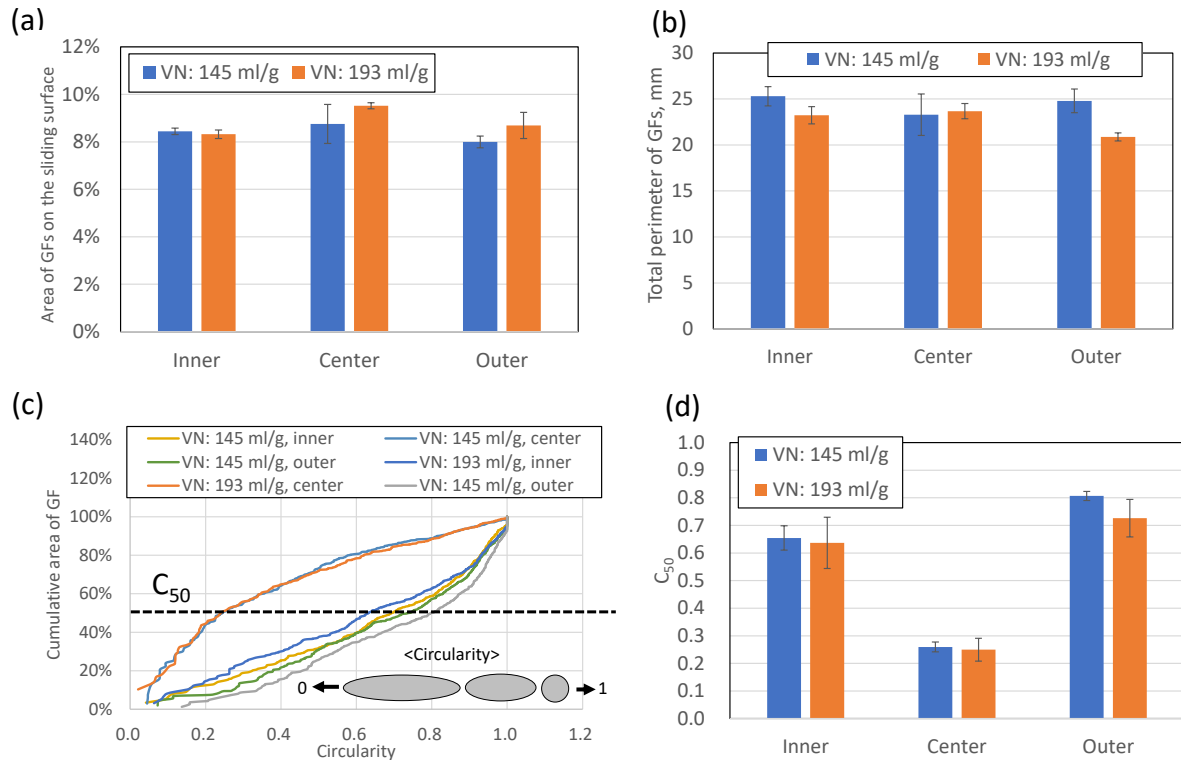 (a)
Area of GFs on the sliding surface
12%
10%
8%
6%
4%
2%
0%
VN: 145 ml/g VN: 193 ml/g
Inner Center Outer
(b)
Total perimeter of GFs, mm
30
25
20
15
10
5
0
VN: 145 ml/g VN: 193 ml/g
Inner Center Outer
(c)
Cumulative area of GF
140%
120%
100%
80%
60%
40%
20%
0%
VN: 145 ml/g, inner VN: 145 ml/g, center
VN: 145 ml/g, outer VN: 193 ml/g, inner
VN: 193 ml/g, center VN: 145 ml/g, outer
C50
<Circularity>
0 1
0.0 0.2 0.4 0.6 0.8 1.0 1.2
Circularity
(d)
C50
1.0
0.9
0.8
0.7
0.6
0.5
0.4
0.3
0.2
0.1
0.0
VN: 145 ml/g
VN: 193 ml/g
Inner Center Outer